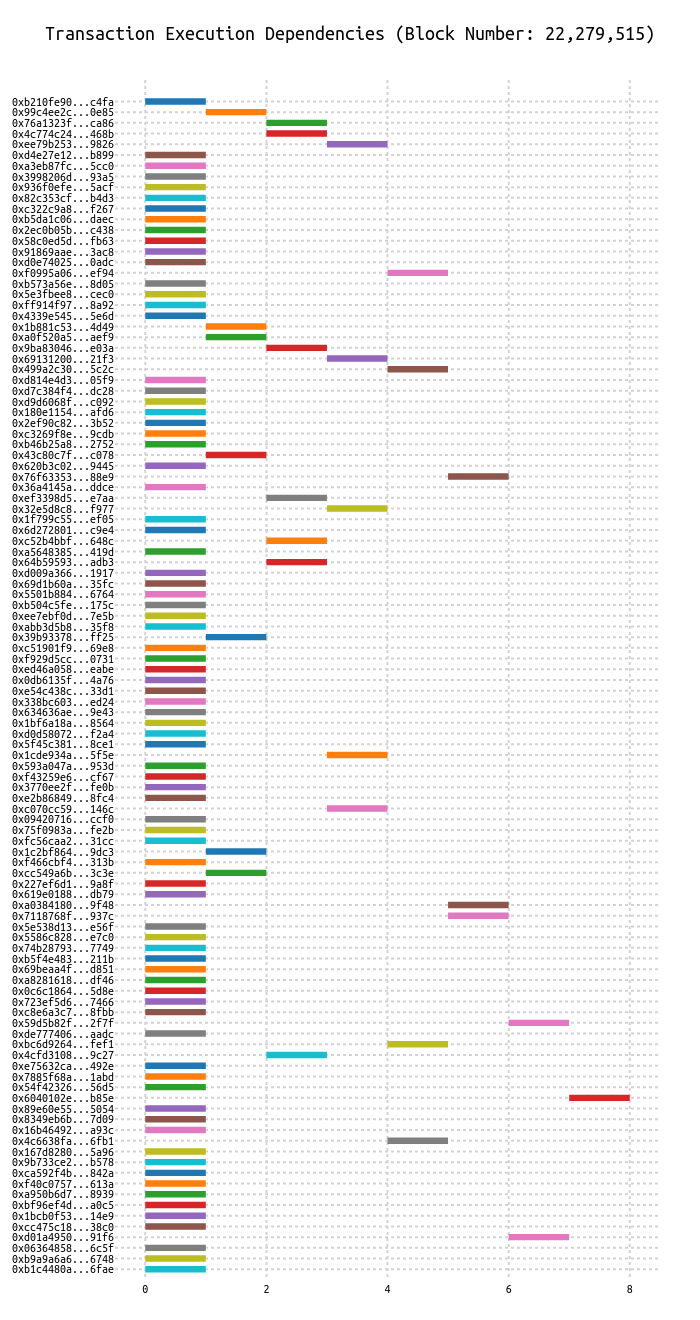 Transaction Execution Dependencies (Block Number: 22,279,515)
0xb210fe90...c4fa
0x99c4ee2c...0e85
0x76a1323f...ca86
0x4c774c24...468b
0xee79b253...9826
0xd4e27e12...b899
0xa3eb87fc...5cc0
0x3998206d...93a5
0x936f0efe...5acf
0x82c353cf...b4d3
0xc322c9a8...f267
0xb5da1c06...daec
0x2ec0b05b...c438
0x58c0ed5d...fb63
0x91869aae...3ac8
0xd0e74025...0adc
0xf0995a06...ef94
0xb573a56e...8d05
0x5e3fbee8...cec0
0xff914f97...8a92
0x4339e545...5e6d
0x1b881c53...4d49
0xa0f520a5...aef9
0x9ba83046...e03a
0x69131200...21f3
0x499a2c30...5c2c
0xd814e4d3...05f9
0xd7c384f4...dc28
0xd9d6068f...c092
0x180e1154...afd6
0x2ef90c82...3b52
0xc3269f8e...9cdb
0xb46b25a8...2752
0x43c80c7f...c078
0x620b3c02...9445
0x76f63353...88e9
0x36a4145a...ddce
0xef3398d5...e7aa
0x32e5d8c8...f977
0x1f799c55...ef05
0x6d272801...c9e4
0xc52b4bbf...648c
0xa5648385...419d
0x64b59593...adb3
0xd009a366...1917
0x69d1b60a...35fc
0x5501b884...6764
0xb504c5fe...175c
0xee7ebf0d...7e5b
0xabb3d5b8...35f8
0x39b93378...ff25
0xc51901f9...69e8
0xf929d5cc...0731
0xed46a058...eabe
0x0db6135f...4a76
0xe54c438c...33d1
0x338bc603...ed24
0x634636ae...9e43
0x1bf6a18a...8564
0xd0d58072...f2a4
0x5f45c381...8ce1
0x1cde934a...5f5e
0x593a047a...953d
0xf43259e6...cf67
0x3770ee2f...fe0b
0xe2b86849...8fc4
0xc070cc59...146c
0x09420716...ccf0
0x75f0983a...fe2b
0xfc56caa2...31cc
0x1c2bf864...9dc3
0xf466cbf4...313b
0xcc549a6b...3c3e
0x227ef6d1...9a8f
0x619e0188...db79
0xa0384180...9f48
0x7118768f...937c
0x5e538d13...e56f
0x5586c828...e7c0
0x74b28793...7749
0xb5f4e483...211b
0x69beaa4f...d851
0xa8281618...df46
0x0c6c1864...5d8e
0x723ef5d6...7466
0xc8e6a3c7...8fbb
0x59d5b82f...2f7f
0xde777406...aadc
0xbc6d9264...fef1
0x4cfd3108...9c27
0xe75632ca...492e
0x7885f68a...1abd
0x54f42326...56d5
0x6040102e...b85e
0x89e60e55...5054
0x8349eb6b...7d09
0x16b46492...a93c
0x4c6638fa...6fb1
0x167d8280...5a96
0x9b733ce2...b578
0xca592f4b...842a
0xf40c0757...613a
0xa950b6d7...8939
0xbf96ef4d...a0c5
0x1bcb0f53...14e9
0xcc475c18...38c0
0xd01a4950...91f6
0x06364858...6c5f
0xb9a9a6a6...6748
0xb1c4480a...6fae
0 2 4 6 8